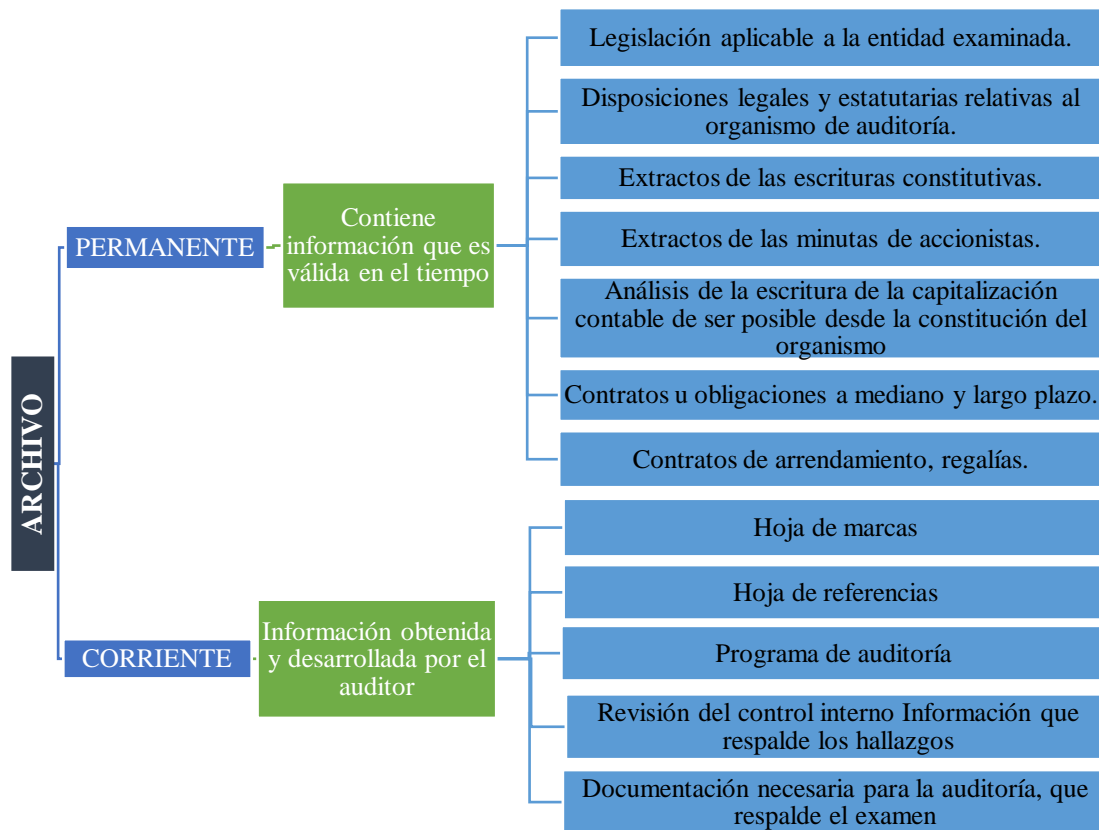 ARCHIVO
PERMANENTE
Contiene
información que es
válida en el tiempo
Legislación aplicable a la entidad examinada.
Disposiciones legales y estatutarias relativas al
organismo de auditoría.
Extractos de las escrituras constitutivas.
Extractos de las minutas de accionistas.
Análisis de la escritura de la capitalización
contable de ser posible desde la constitución del
organismo
Contratos u obligaciones a mediano y largo plazo.
Contratos de arrendamiento, regalías.
CORRIENTE
Información obtenida
y desarrollada por el
auditor
Hoja de marcas
Hoja de referencias
Programa de auditoría
Revisión del control interno Información que
respalde los hallazgos
Documentación necesaria para la auditoría, que
respalde el examen